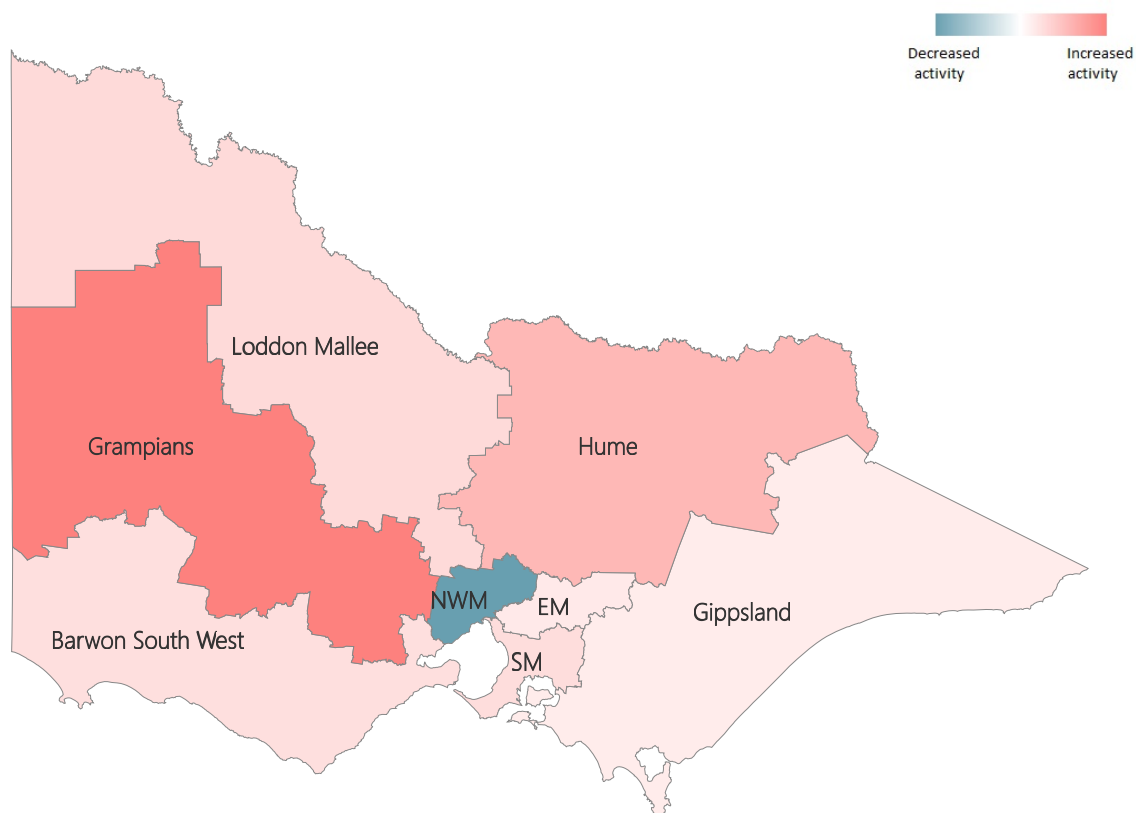 Decreased
activity
Increased
activity
Loddon Mallee
Grampians
Hume
NWM
EM
Gippsland
Barwon South West
SM